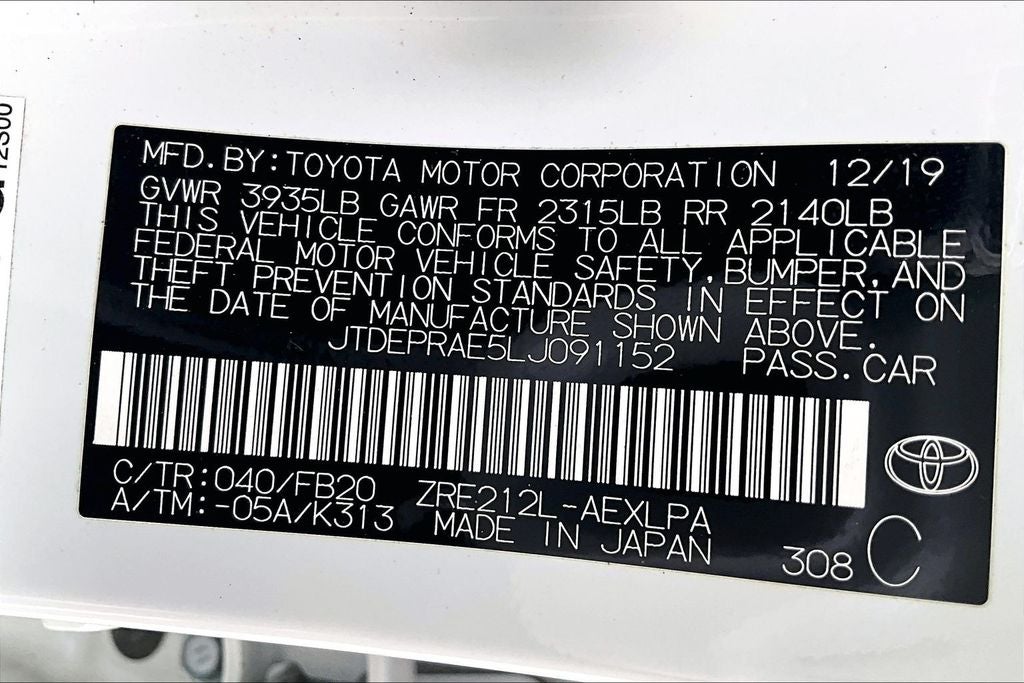 MFD.BY:TOYOTA MOTOR CORPORATION 12/19
GVWR 3935LB GAWR FR 2315LB RR 2140LB
THIS VEHICLE CONFORMS TO ALL APPLICABLE
FEDERAL MOTOR VEHICLE SAFETY,BUMPER,AND
THEFT PREVENTION STANDARDS IN EFFECT ON
THE DATE OF MANUFACTURE SHOWN ABOVE.
JTDEPRAE5LJ091152 PASS.CAR
C/TR:040/FB20 ZRE212L-AEXLPA
A/TM:-05A/K313 MADE IN JAPAN
308 C
12300